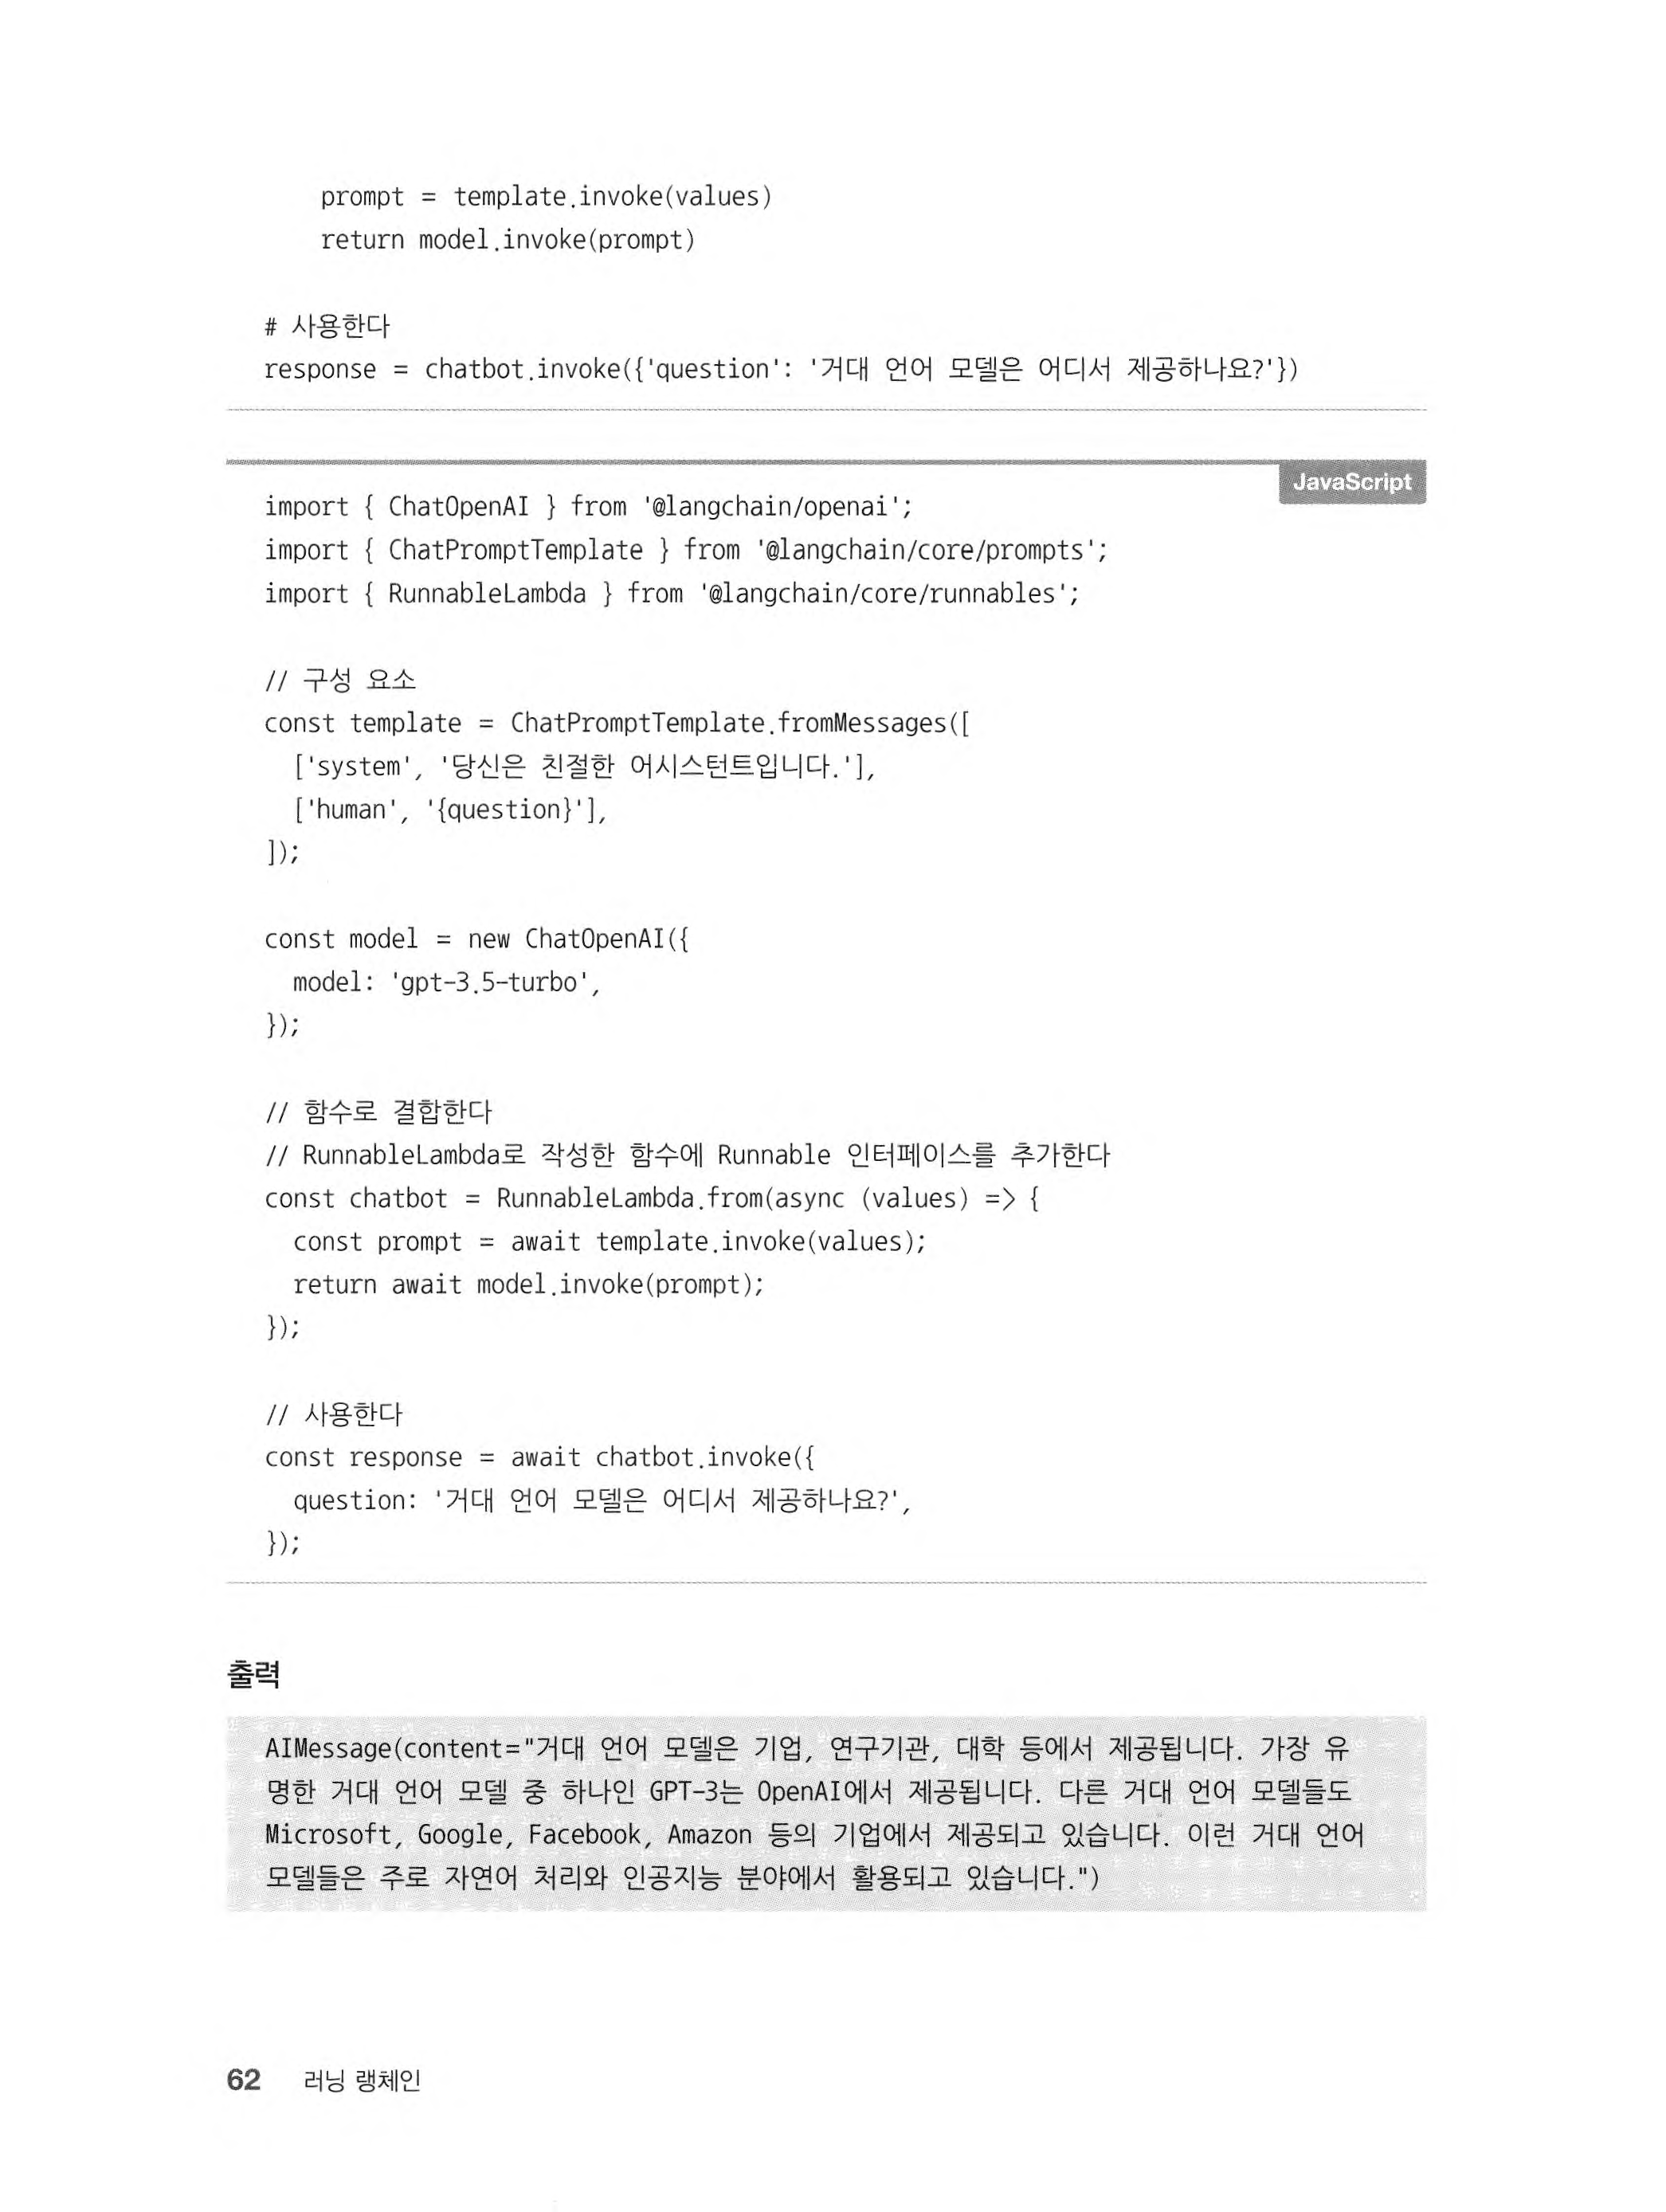 prompt = template.invoke(values)
    return model.invoke(prompt)

# 사용한다
response = chatbot.invoke({'question': '거대 언어 모델은 어디서 제공하나요?'})
JavaScript
import { ChatOpenAI } from '@langchain/openai';
import { ChatPromptTemplate } from '@langchain/core/prompts';
import { RunnableLambda } from '@langchain/core/runnables';

// 구성 요소
const template = ChatPromptTemplate.fromMessages([
  ['system', '당신은 친절한 어시스턴트입니다.'],
  ['human', '{question}'],
]);

const model = new ChatOpenAI({
  model: 'gpt-3.5-turbo',
});

// 함수로 결합한다
// RunnableLambda로 작성한 함수에 Runnable 인터페이스를 추가한다
const chatbot = RunnableLambda.from(async (values) => {
  const prompt = await template.invoke(values);
  return await model.invoke(prompt);
});

// 사용한다
const response = await chatbot.invoke({
  question: '거대 언어 모델은 어디서 제공하나요?',
});

출력
AIMessage(content="거대 언어 모델은 기업, 연구기관, 대학 등에서 제공됩니다. 가장 유
명한 거대 언어 모델 중 하나인 GPT-3는 OpenAI에서 제공됩니다. 다른 거대 언어 모델들도
Microsoft, Google, Facebook, Amazon 등의 기업에서 제공되고 있습니다. 이런 거대 언어
모델들은 주로 자연어 처리와 인공지능 분야에서 활용되고 있습니다.")

62 러닝 랭체인